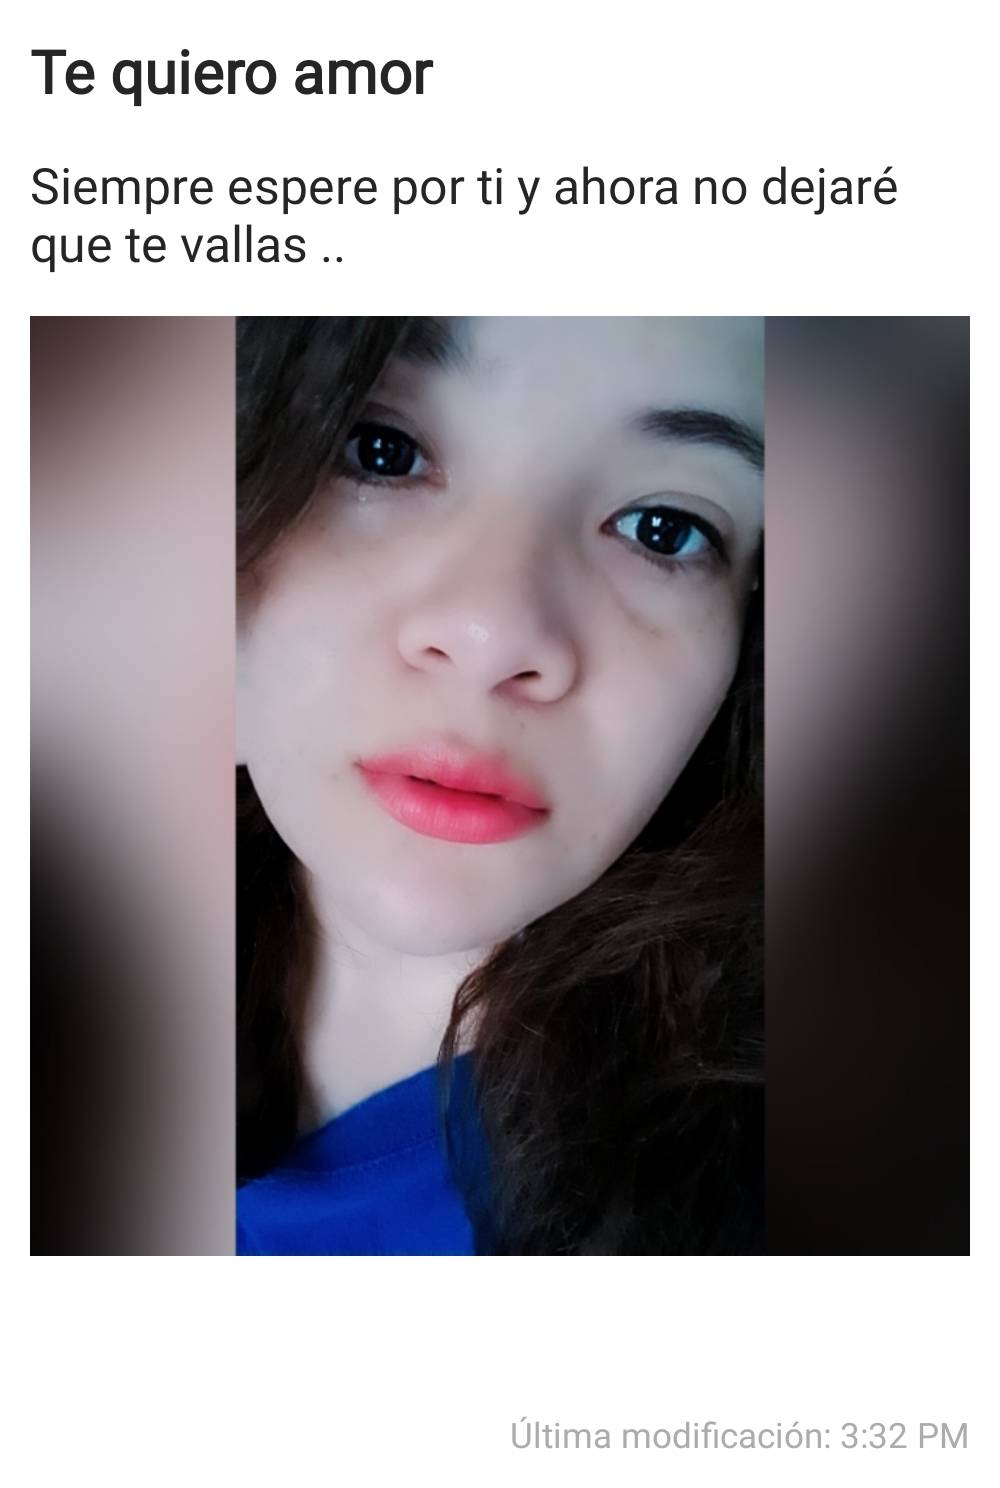 Te quiero amor
Siempre espere por ti y ahora no dejaré
que te vallas ..
Última modificación: 3:32 PM